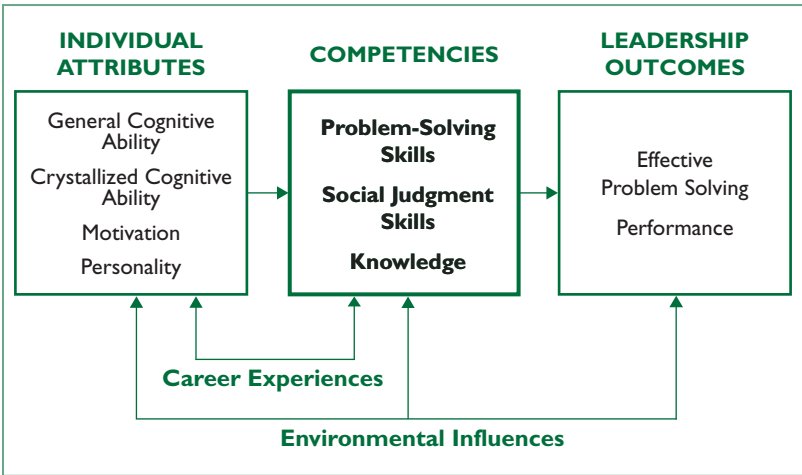 INDIVIDUAL
ATTRIBUTES
General Cognitive
Ability
Crystallized Cognitive
Ability
Motivation
Personality
COMPETENCIES
Problem-Solving
Skills
Social Judgment
Skills
Knowledge
LEADERSHIP
OUTCOMES
Effective
Problem Solving
Performance
Career Experiences
Environmental Influences